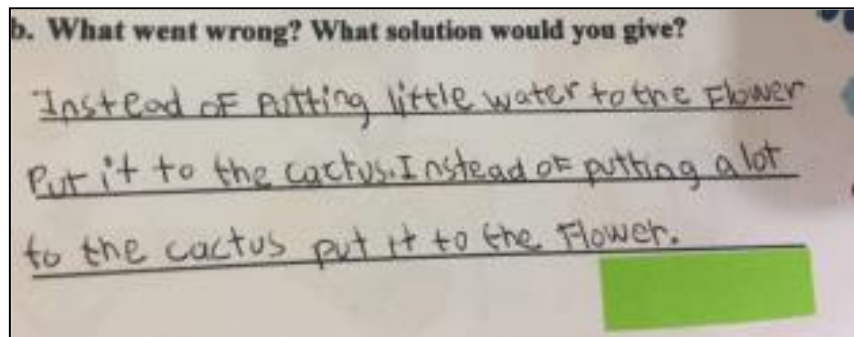 b. What went wrong? What solution would you give?
Instead of Putting little water to the Flower
Put it to the cactus. Instead of putting a lot
to the cactus put it to the Flower.